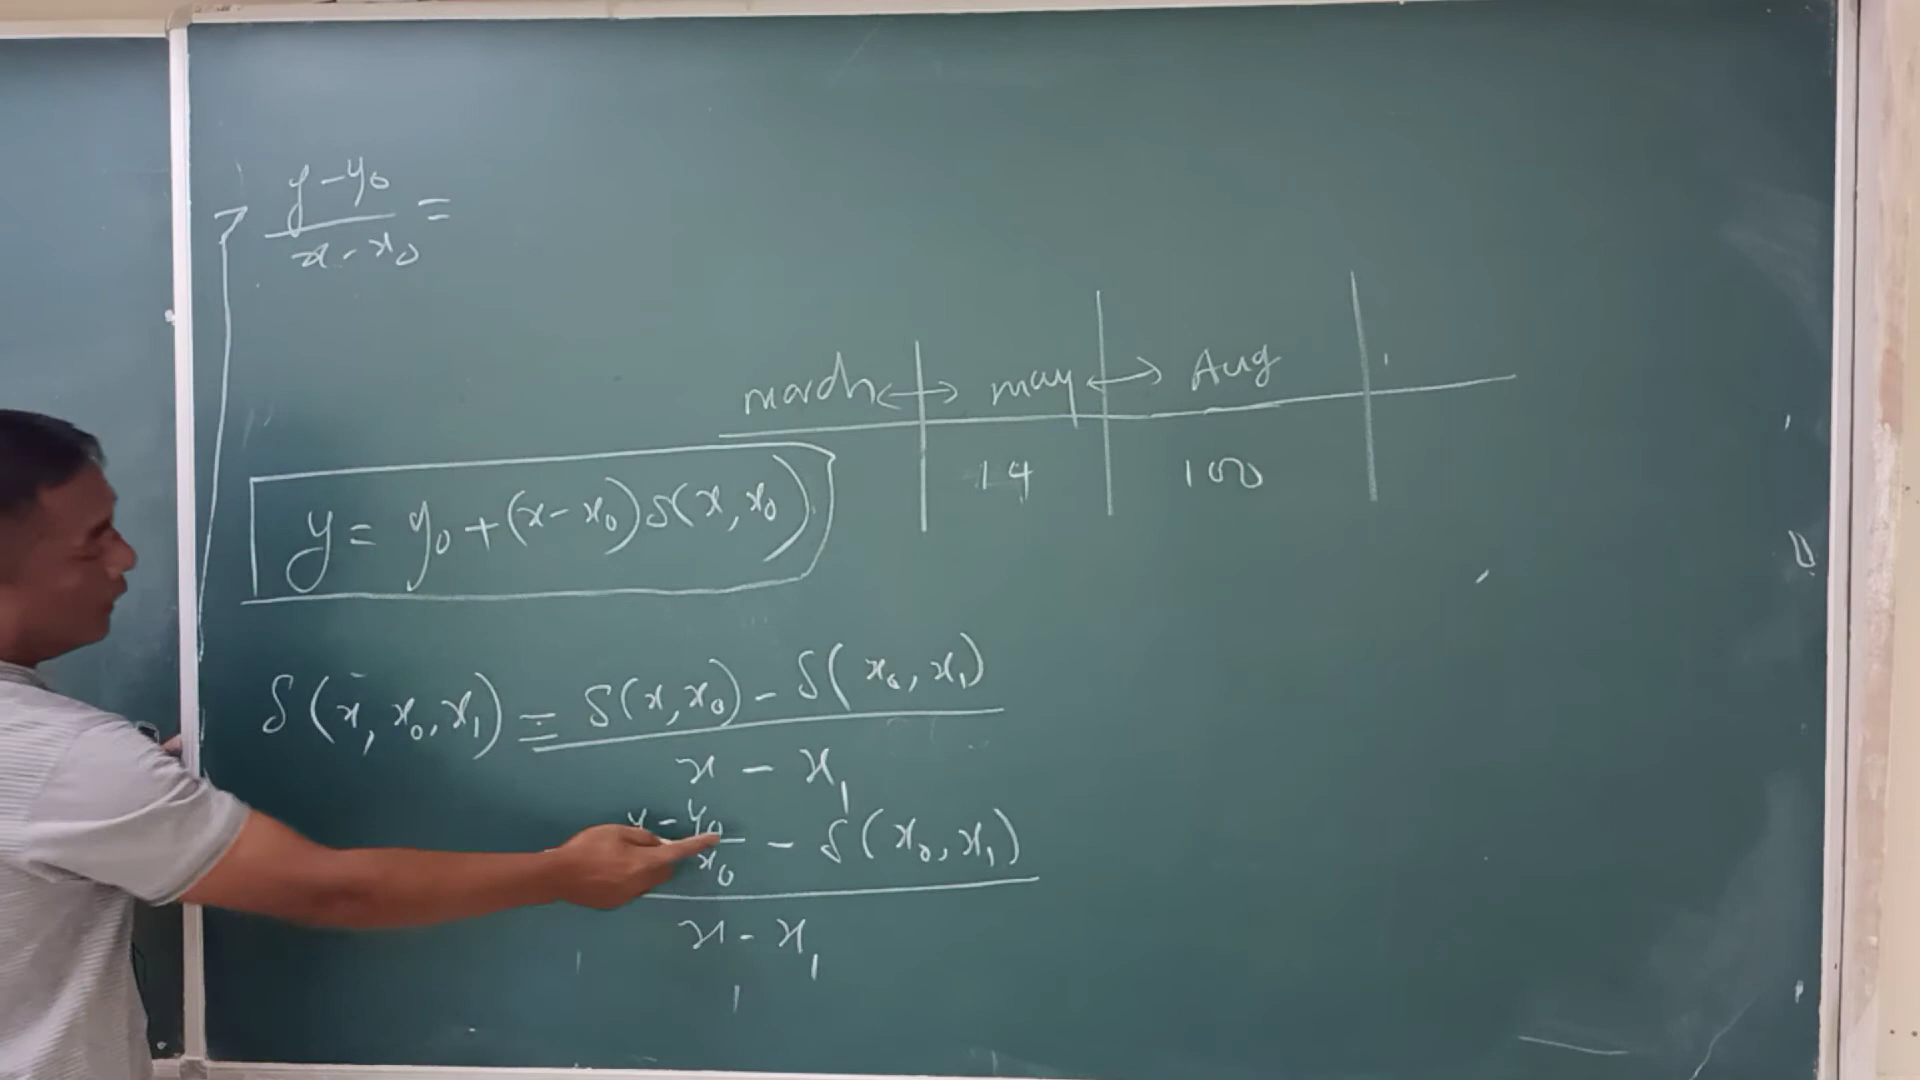 y - y₀ / x - x₀ =
march ↔ may ↔ Aug
14 100
y = y₀ + (x - x₀) δ(x, x₀)
δ(x, x₀, x₁) = δ(x, x₀) - δ(x₀, x₁)
x - x₁
y - y₀ / x₀ - δ(x₀, x₁)
x - x₁